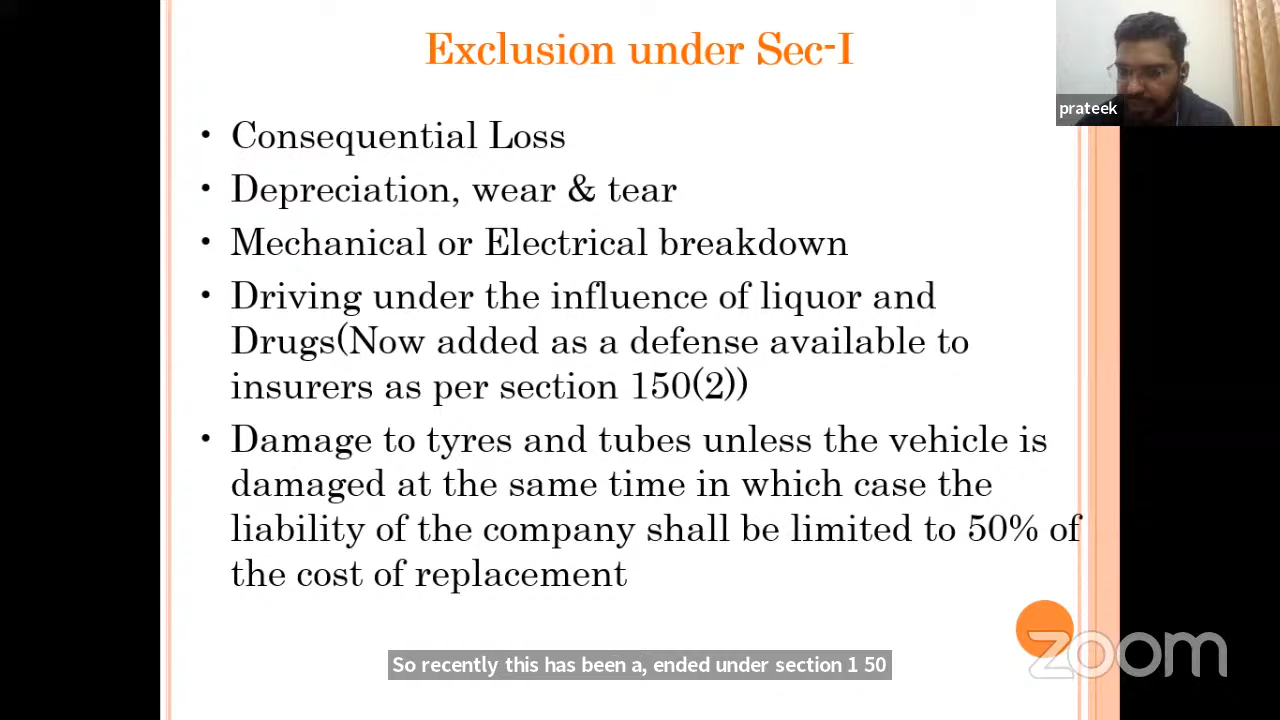 Exclusion under Sec-I
prateek
• Consequential Loss
• Depreciation, wear & tear
• Mechanical or Electrical breakdown
• Driving under the influence of liquor and
Drugs(Now added as a defense available to
insurers as per section 150(2))
• Damage to tyres and tubes unless the vehicle is
damaged at the same time in which case the
liability of the company shall be limited to 50% of
the cost of replacement
zoom
So recently this has been a, ended under section 1 50